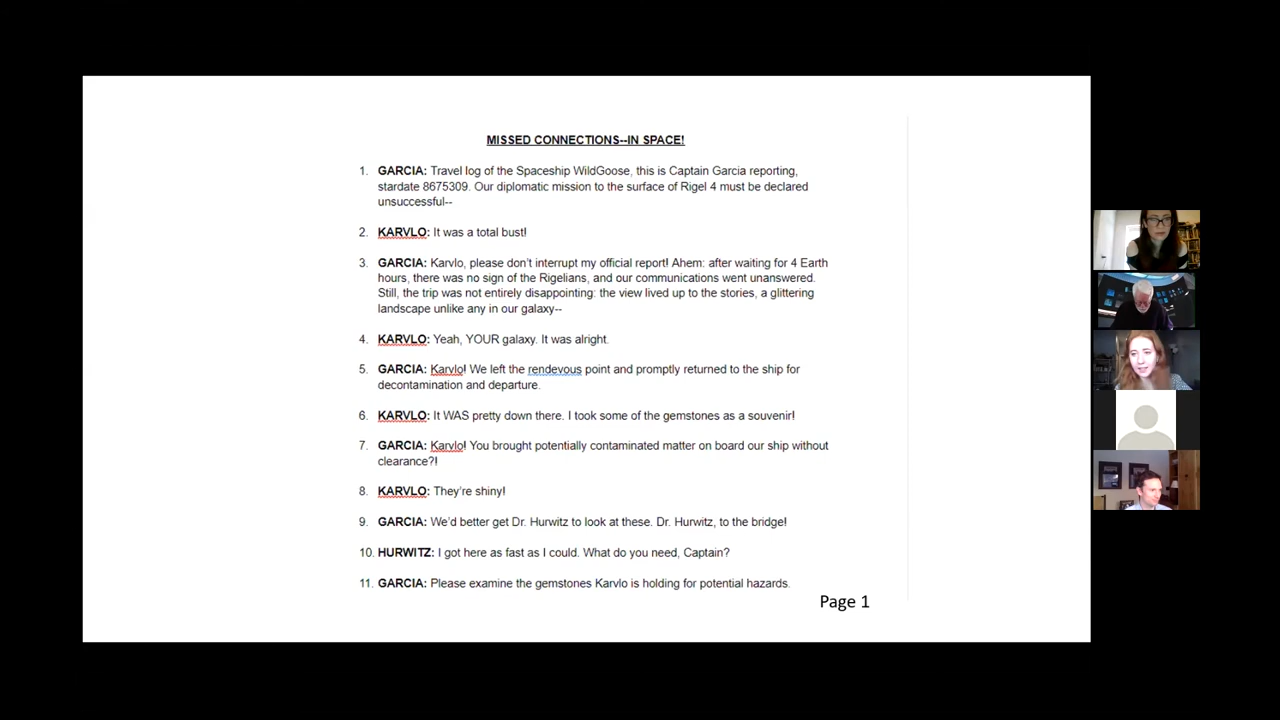 MISSED CONNECTIONS--IN SPACE!
1. GARCIA: Travel log of the Spaceship WildGoose, this is Captain Garcia reporting,
stardate 8675309. Our diplomatic mission to the surface of Rigel 4 must be declared
unsuccessful--
2. KARVLO: It was a total bust!
3. GARCIA: Karvlo, please don't interrupt my official report! Ahem: after waiting for 4 Earth
hours, there was no sign of the Rigelians, and our communications went unanswered.
Still, the trip was not entirely disappointing: the view lived up to the stories, a glittering
landscape unlike any in our galaxy--
4. KARVLO: Yeah, YOUR galaxy. It was alright.
5. GARCIA: Karvlo! We left the rendevous point and promptly returned to the ship for
decontamination and departure.
6. KARVLO: It WAS pretty down there. I took some of the gemstones as a souvenir!
7. GARCIA: Karvlo! You brought potentially contaminated matter on board our ship without
clearance?!
8. KARVLO: They're shiny!
9. GARCIA: We'd better get Dr. Hurwitz to look at these. Dr. Hurwitz, to the bridge!
10. HURWITZ: I got here as fast as I could. What do you need, Captain?
11. GARCIA: Please examine the gemstones Karvlo is holding for potential hazards.
Page 1